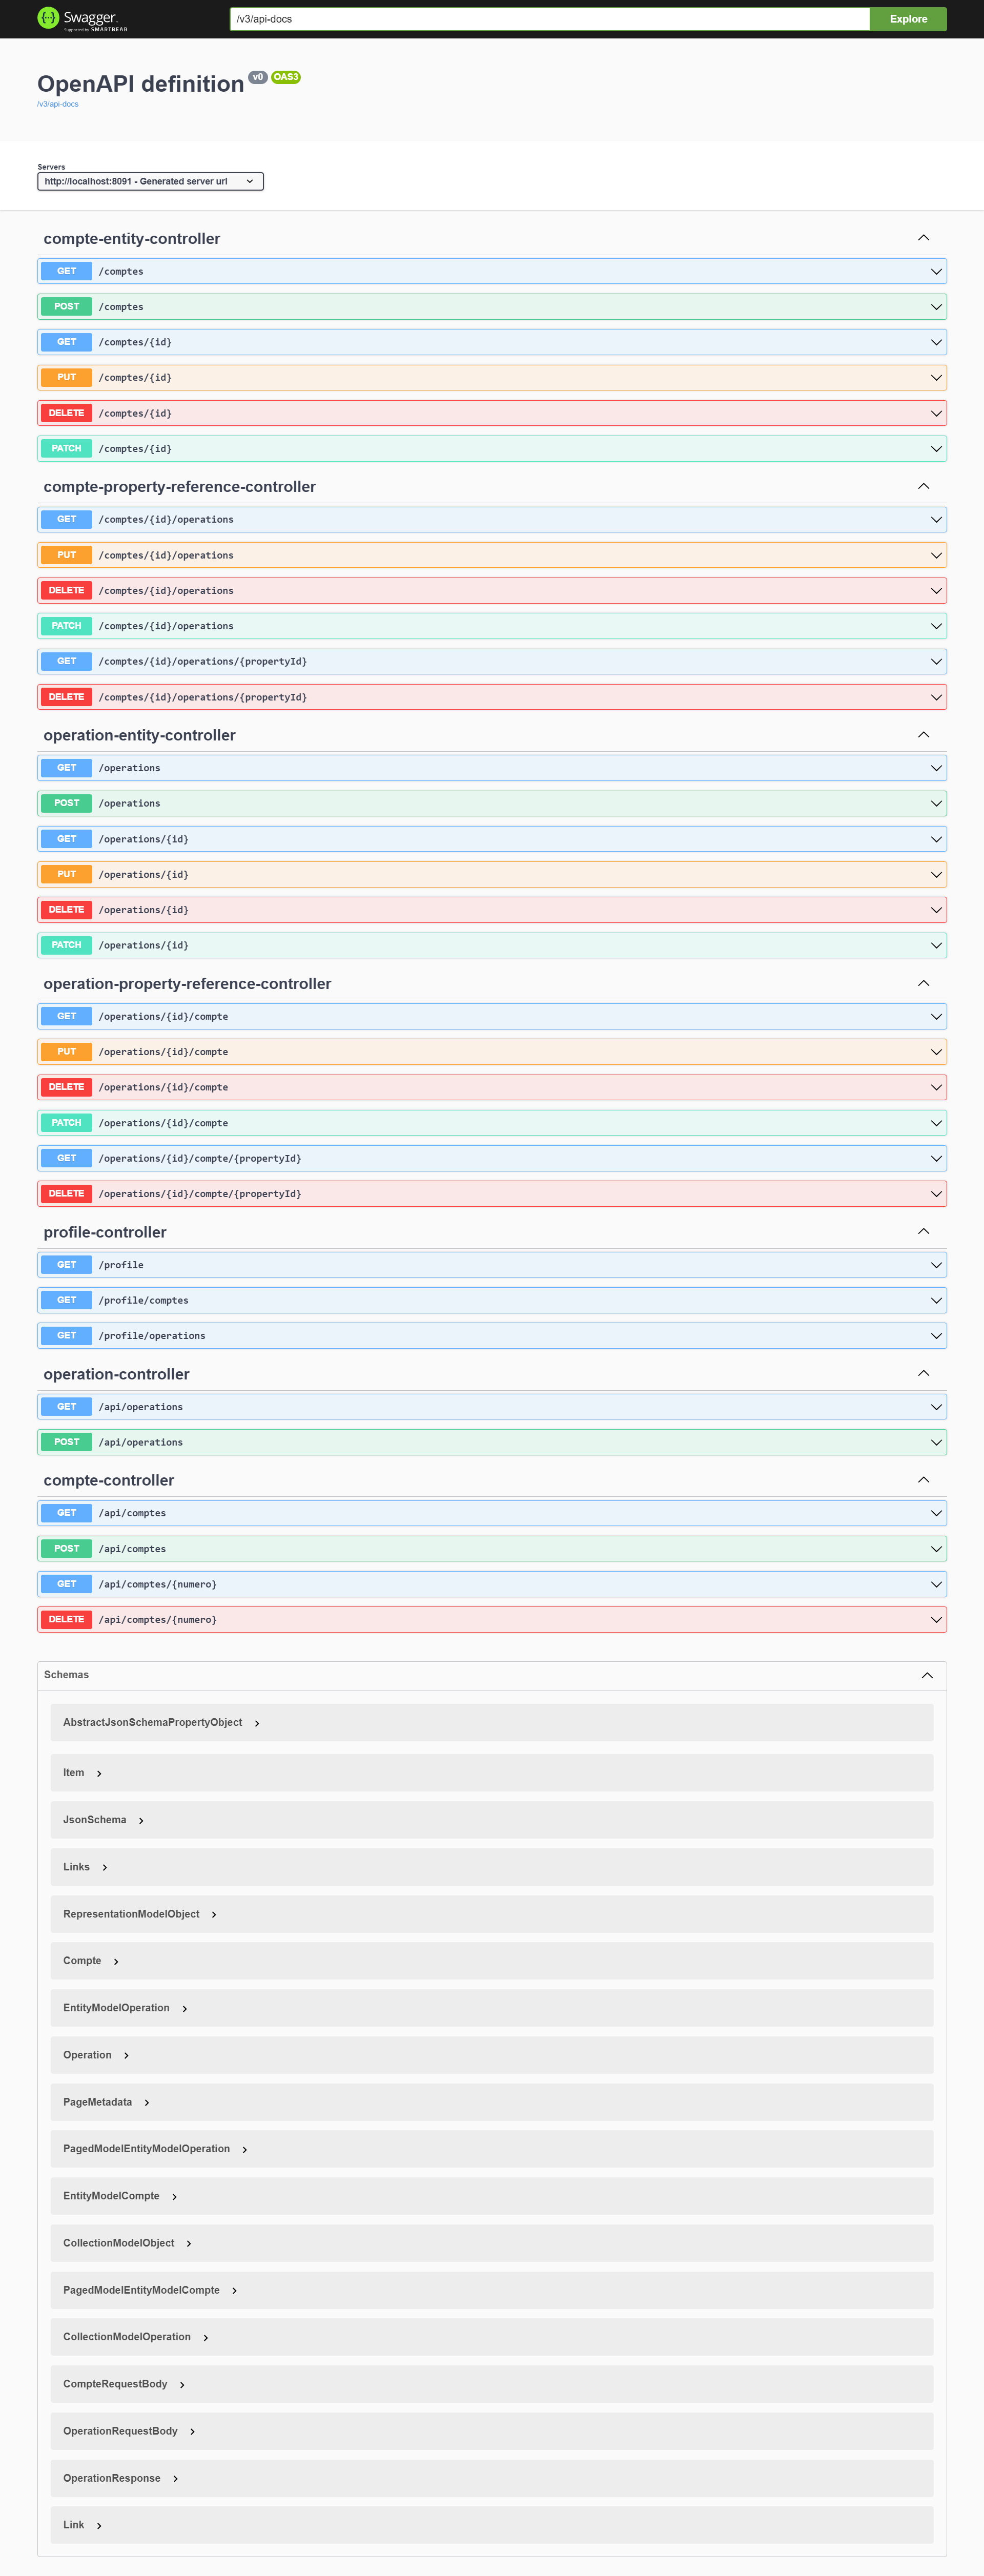 Swagger.
Supported by SMARTBEAR
/v3/api-docs
Explore
OpenAPI definition v0 OAS3
/v3/api-docs
Servers
http://localhost:8091 - Generated server url
compte-entity-controller
GET /comptes
POST /comptes
GET /comptes/{id}
PUT /comptes/{id}
DELETE /comptes/{id}
PATCH /comptes/{id}
compte-property-reference-controller
GET /comptes/{id}/operations
PUT /comptes/{id}/operations
DELETE /comptes/{id}/operations
PATCH /comptes/{id}/operations
GET /comptes/{id}/operations/{propertyId}
DELETE /comptes/{id}/operations/{propertyId}
operation-entity-controller
GET /operations
POST /operations
GET /operations/{id}
PUT /operations/{id}
DELETE /operations/{id}
PATCH /operations/{id}
operation-property-reference-controller
GET /operations/{id}/compte
PUT /operations/{id}/compte
DELETE /operations/{id}/compte
PATCH /operations/{id}/compte
GET /operations/{id}/compte/{propertyId}
DELETE /operations/{id}/compte/{propertyId}
profile-controller
GET /profile
GET /profile/comptes
GET /profile/operations
operation-controller
GET /api/operations
POST /api/operations
compte-controller
GET /api/comptes
POST /api/comptes
GET /api/comptes/{numero}
DELETE /api/comptes/{numero}
Schemas
AbstractJsonSchemaPropertyObject
Item
JsonSchema
Links
RepresentationModelObject
Compte
EntityModelOperation
Operation
PageMetadata
PagedModelEntityModelOperation
EntityModelCompte
CollectionModelObject
PagedModelEntityModelCompte
CollectionModelOperation
CompteRequestBody
OperationRequestBody
OperationResponse
Link